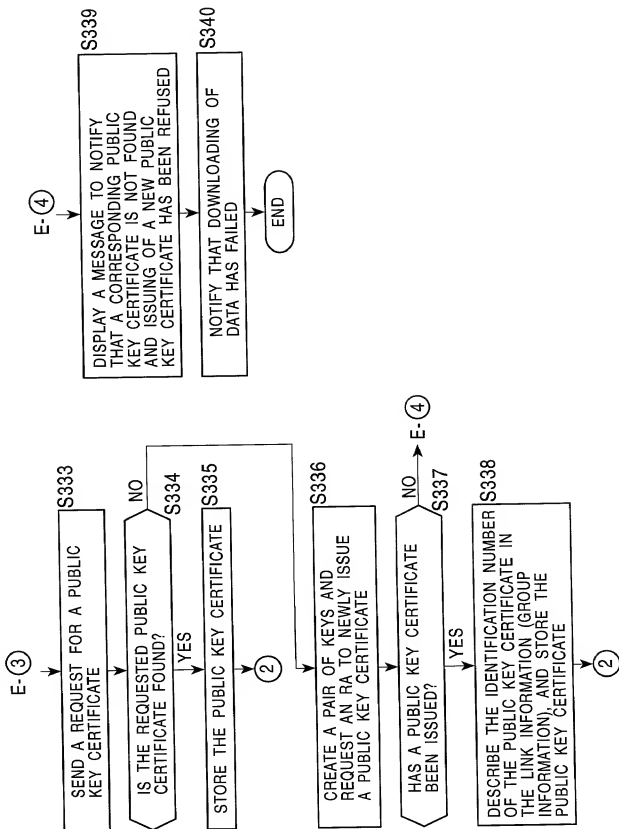 E-③
S333
SEND A REQUEST FOR A PUBLIC
KEY CERTIFICATE
S334
IS THE REQUESTED PUBLIC KEY
CERTIFICATE FOUND?
NO
YES
S335
STORE THE PUBLIC KEY CERTIFICATE
②
S336
CREATE A PAIR OF KEYS AND
REQUEST AN RA TO NEWLY ISSUE
A PUBLIC KEY CERTIFICATE
S337
HAS A PUBLIC KEY CERTIFICATE
BEEN ISSUED?
NO
E-④
YES
S338
DESCRIBE THE IDENTIFICATION NUMBER
OF THE PUBLIC KEY CERTIFICATE IN
THE LINK INFORMATION (GROUP
INFORMATION), AND STORE THE
PUBLIC KEY CERTIFICATE
②
E-④
S339
DISPLAY A MESSAGE TO NOTIFY
THAT A CORRESPONDING PUBLIC
KEY CERTIFICATE IS NOT FOUND
AND ISSUING OF A NEW PUBLIC
KEY CERTIFICATE HAS BEEN REFUSED
S340
NOTIFY THAT DOWNLOADING OF
DATA HAS FAILED
END